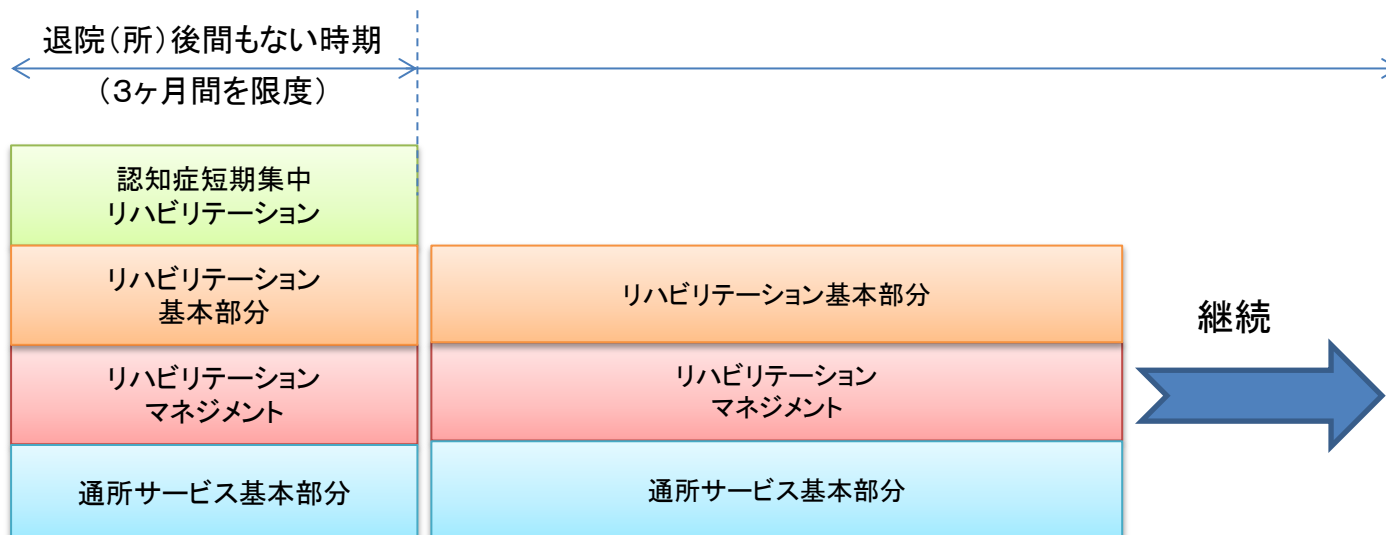 退院（所）後間もない時期
（３ヶ月間を限度）
認知症短期集中
リハビリテーション
リハビリテーション
基本部分
リハビリテーション基本部分
継続
リハビリテーション
マネジメント
リハビリテーション
マネジメント
通所サービス基本部分
通所サービス基本部分